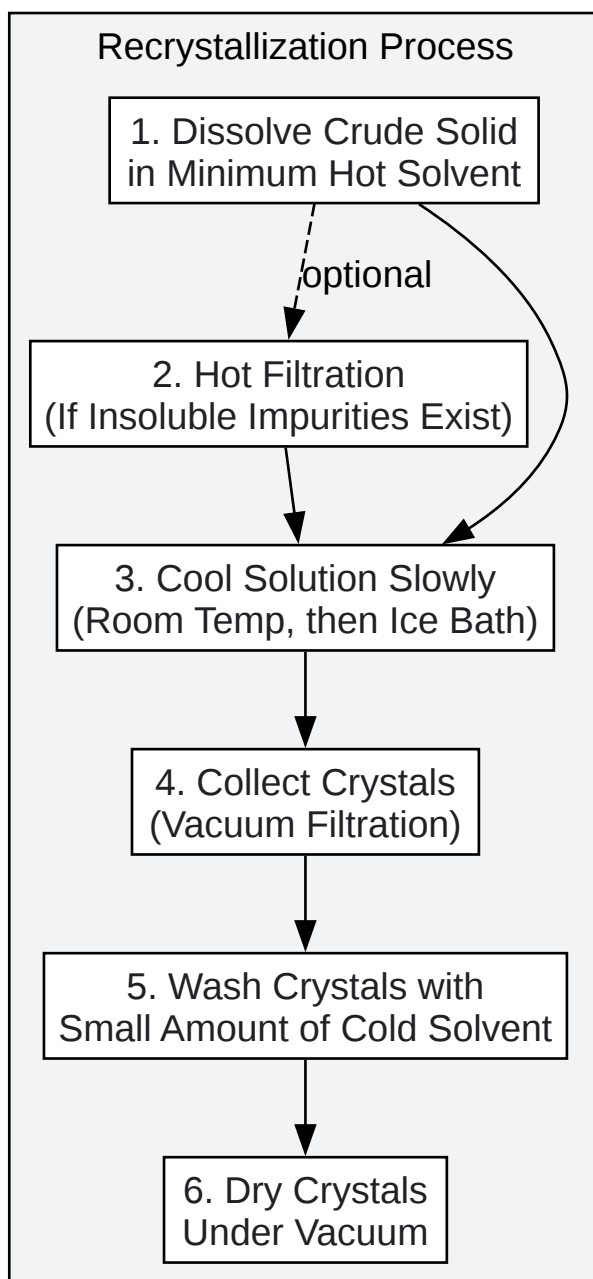 Recrystallization Process
1. Dissolve Crude Solid
in Minimum Hot Solvent
optional
2. Hot Filtration
(If Insoluble Impurities Exist)
3. Cool Solution Slowly
(Room Temp, then Ice Bath)
4. Collect Crystals
(Vacuum Filtration)
5. Wash Crystals with
Small Amount of Cold Solvent
6. Dry Crystals
Under Vacuum